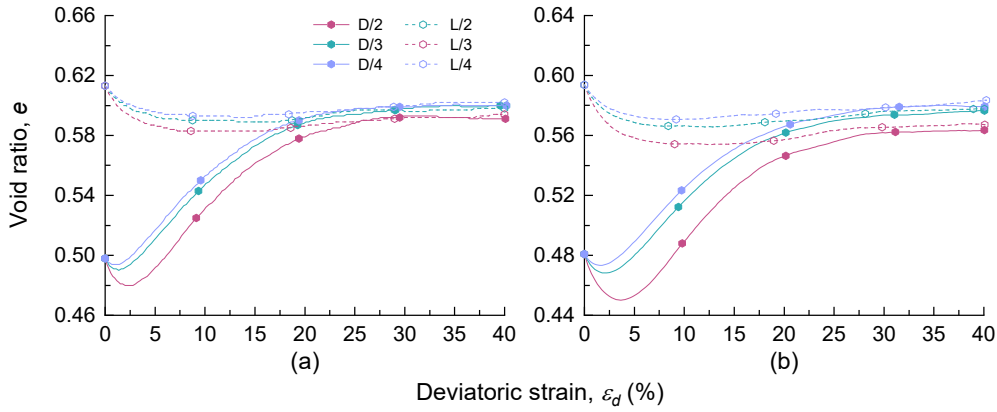 Void ratio, e
0.66
0.62
0.58
0.54
0.50
0.46
D/2
D/3
D/4
L/2
L/3
L/4
0 5 10 15 20 25 30 35 40
(a)
0.64
0.60
0.56
0.52
0.48
0.44
0 5 10 15 20 25 30 35 40
(b)
Deviatoric strain, εd (%)